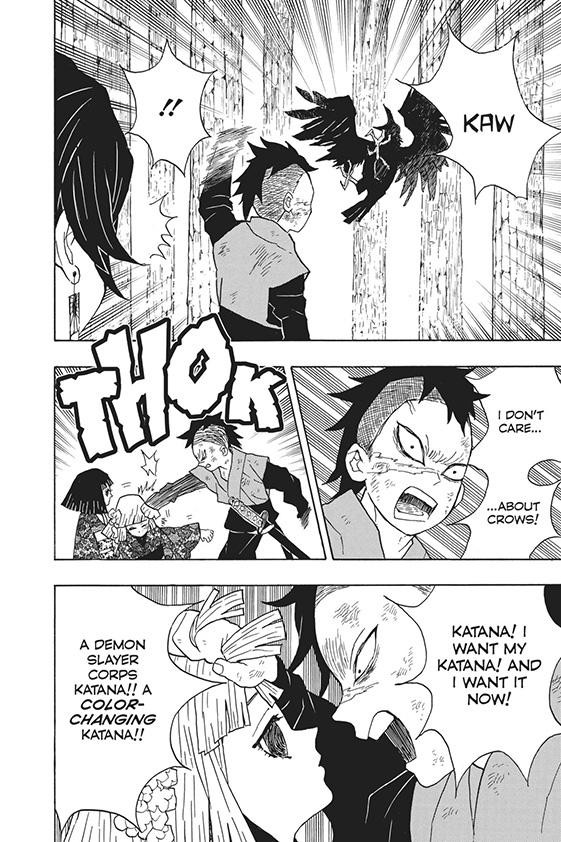 KAW
!!
I DON'T
CARE...
...ABOUT
CROWS!
THOK
KATANA! I
WANT MY
KATANA! AND
I WANT IT
NOW!
A DEMON
SLAYER
CORPS
KATANA!! A
COLOR-
CHANGING
KATANA!!